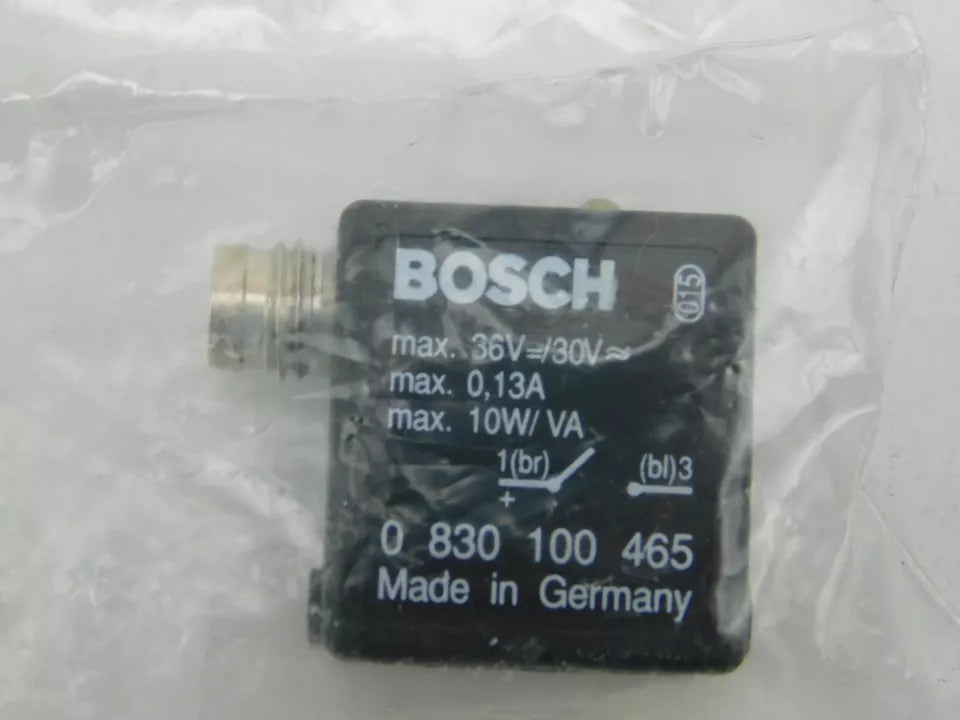 BOSCH
015
max. 36V=/30V≈
max. 0,13A
max. 10W/ VA
1(br) (bl)3
+
0 830 100 465
Made in Germany